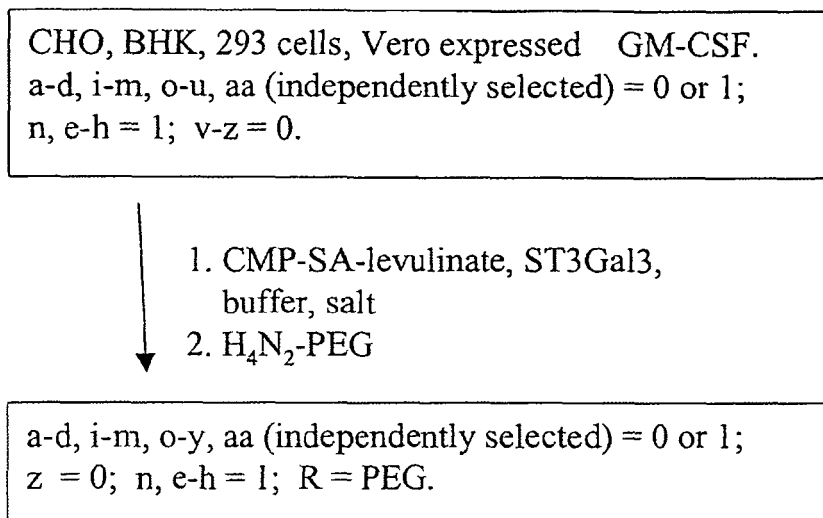 CHO, BHK, 293 cells, Vero expressed GM-CSF.
a-d, i-m, o-u, aa (independently selected) = 0 or 1;
n, e-h = 1; v-z = 0.
1. CMP-SA-levulinate, ST3Gal3,
buffer, salt
2. H₄N₂-PEG
a-d, i-m, o-y, aa (independently selected) = 0 or 1;
z = 0; n, e-h = 1; R = PEG.